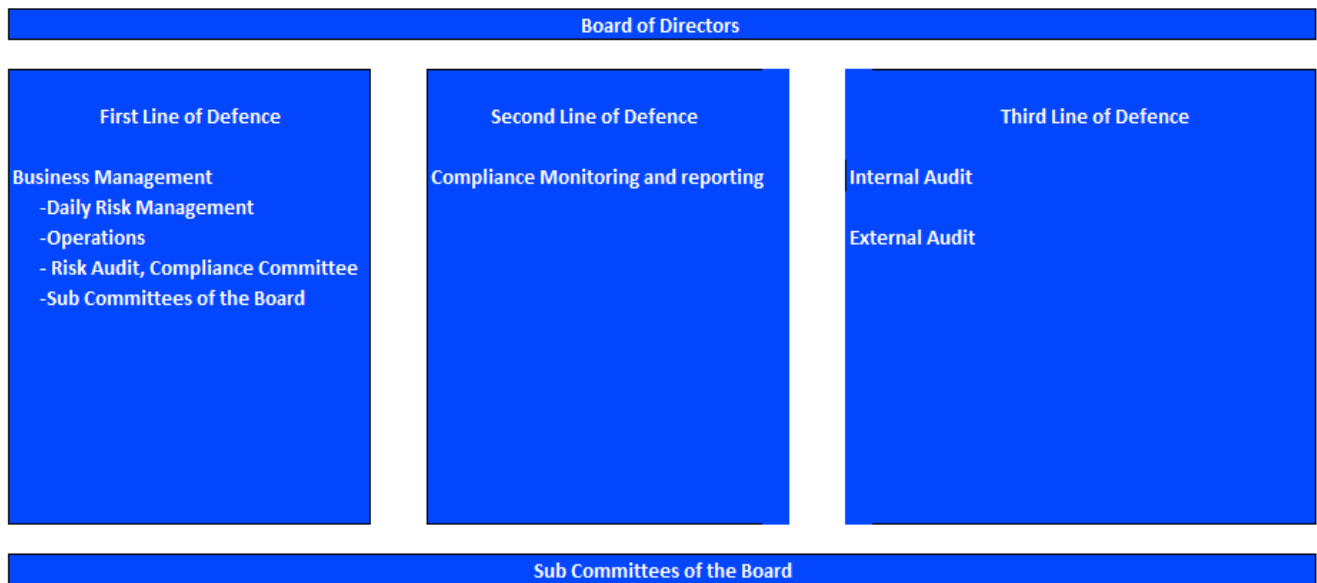 Board of Directors
First Line of Defence
Business Management
-Daily Risk Management
-Operations
- Risk Audit, Compliance Committee
-Sub Committees of the Board
Second Line of Defence
Compliance Monitoring and reporting
Third Line of Defence
Internal Audit
External Audit
Sub Committees of the Board